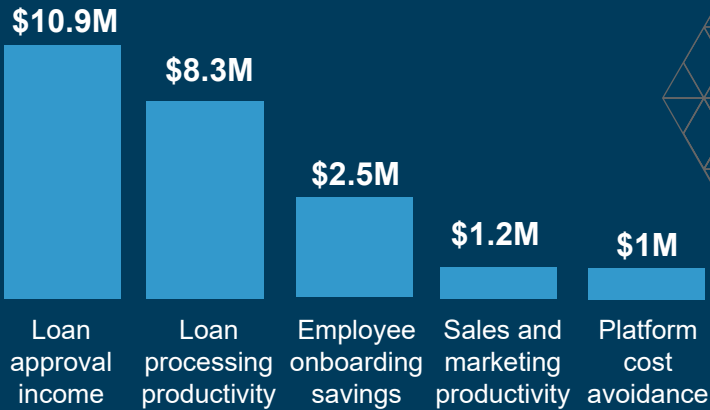 $10.9M
$8.3M
$2.5M
$1.2M
$1M
Loan
approval
income
Loan
processing
productivity
Employee
onboarding
savings
Sales and
marketing
productivity
Platform
cost
avoidance